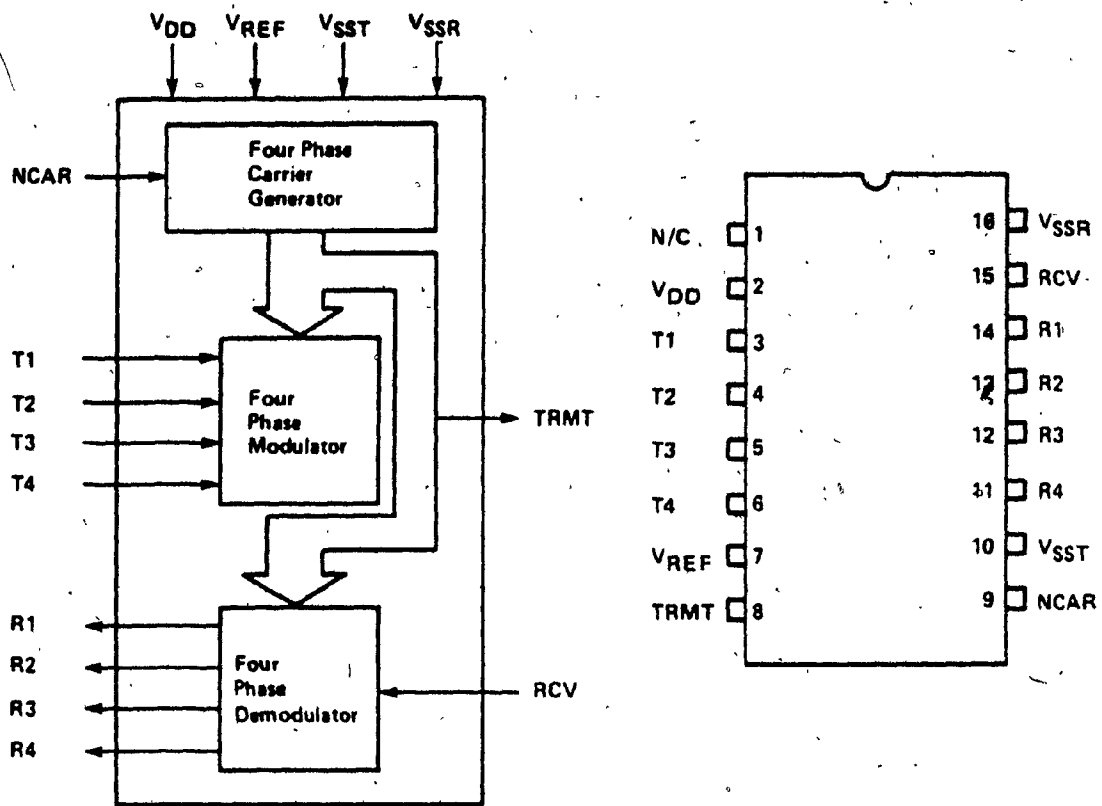 VDD VREF VSST VSSR
NCAR
Four Phase
Carrier
Generator
T1
T2
T3
T4
Four
Phase
Modulator
TRMT
R1
R2
R3
R4
Four
Phase
Demodulator
RCV
N/C 1
VDD 2
T1 3
T2 4
T3 5
T4 6
VREF 7
TRMT 8
16 VSSR
15 RCV
14 R1
13 R2
12 R3
11 R4
10 VSST
9 NCAR